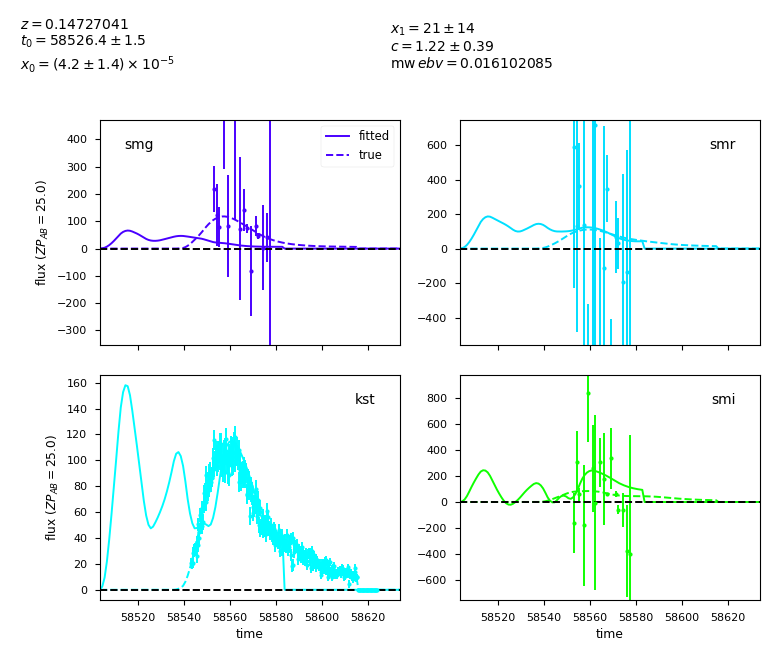 z = 0.14727041
t₀ = 58526.4 ± 1.5
x₀ = (4.2 ± 1.4) × 10⁻⁵
x₁ = 21 ± 14
c = 1.22 ± 0.39
mw ebv = 0.016102085
smg
fitted
true
400
300
200
100
0
−100
−200
−300
flux (ZP_AB = 25.0)
smr
600
400
200
0
−200
−400
kst
160
140
120
100
80
60
40
20
0
flux (ZP_AB = 25.0)
58520 58540 58560 58580 58600 58620
time
smi
800
600
400
200
0
−200
−400
−600
58520 58540 58560 58580 58600 58620
time